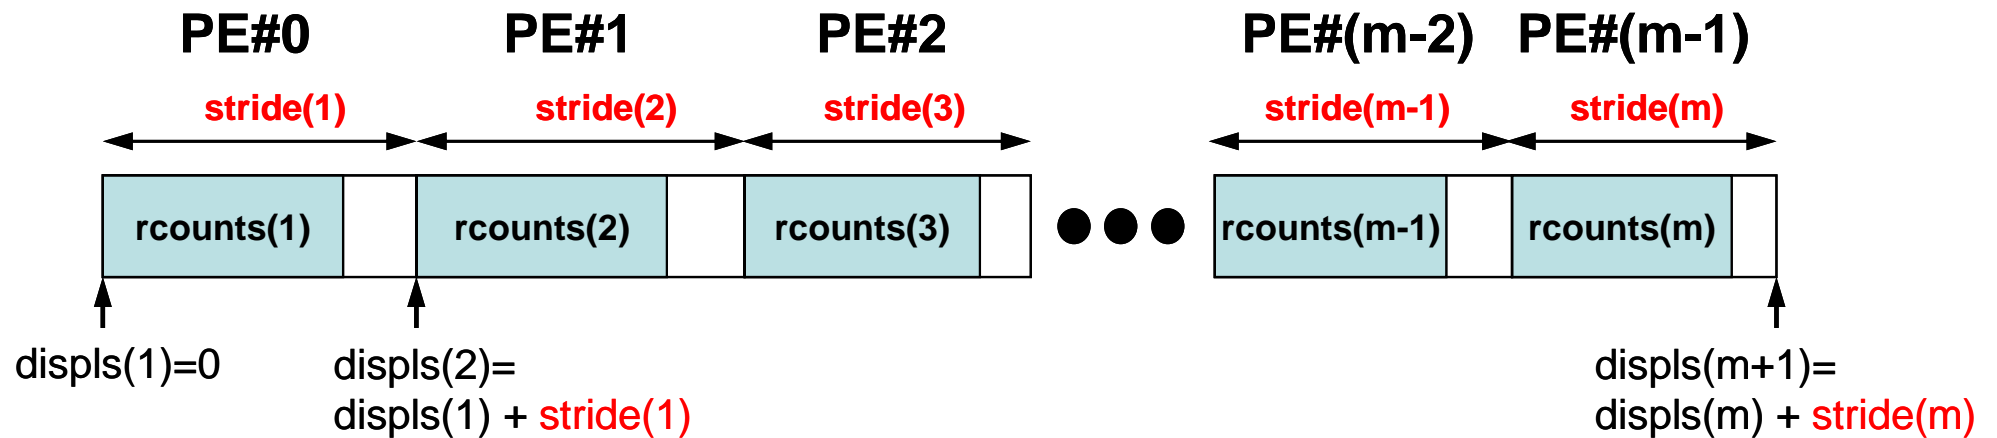 PE#0 PE#1 PE#2 PE#(m-2) PE#(m-1)
stride(1) stride(2) stride(3) stride(m-1) stride(m)
rcounts(1) rcounts(2) rcounts(3) rcounts(m-1) rcounts(m)
displs(1)=0 displs(2)= displs(m+1)=
displs(1) + stride(1) displs(m) + stride(m)